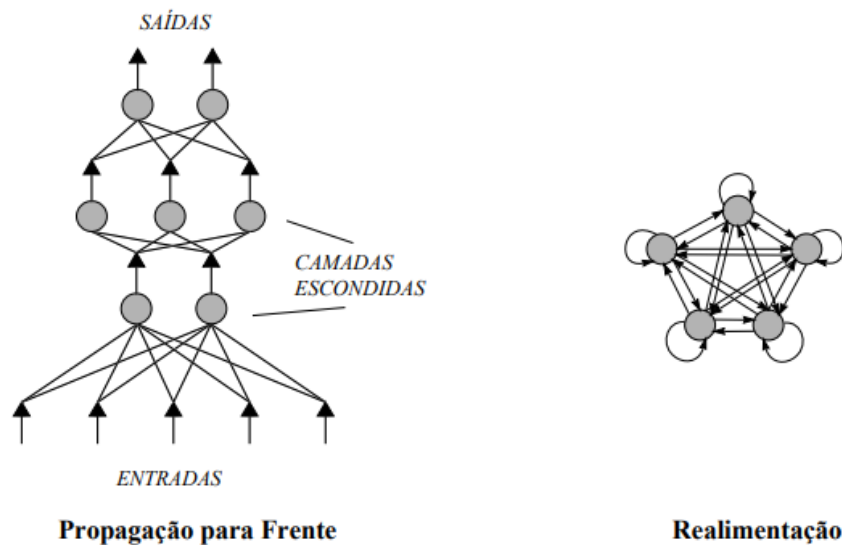 SAÍDAS
CAMADAS
ESCONDIDAS
ENTRADAS
Propagação para Frente
Realimentação